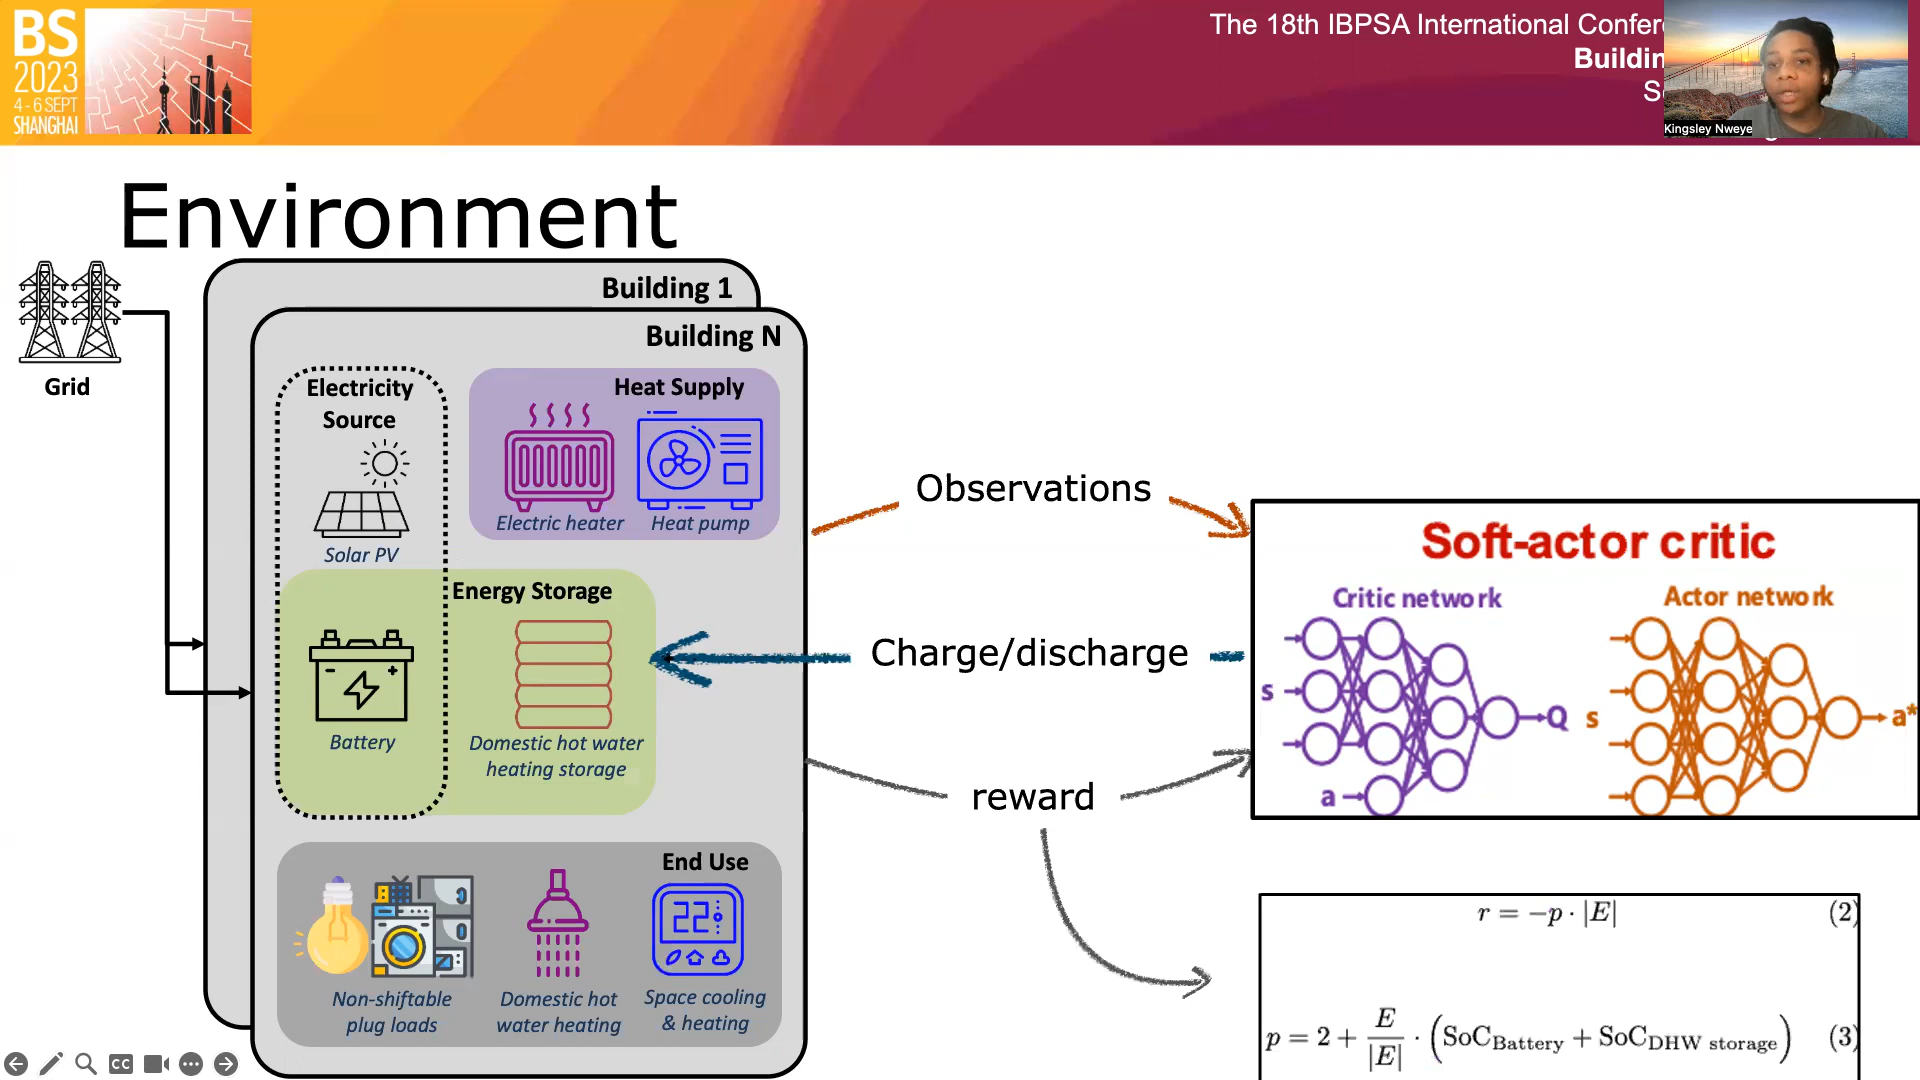 BS
2023
4 - 6 SEPT
SHANGHAI
The 18th IBPSA International
Kingsley Nweye
Environment
Grid
Building 1
Building N
Electricity
Source
Solar PV
Heat Supply
Electric heater
Heat pump
Energy Storage
Battery
Domestic hot water
heating storage
End Use
Non-shiftable
plug loads
Domestic hot
water heating
22°
Space cooling
& heating
Observations
Charge/discharge
reward
Soft-actor critic
Critic network
Actor network
s
a
Q
s
a*
r = −p · |E| (2)
p = 2 + E/|E| · (SoC_Battery + SoC_DHW storage) (3)
CC